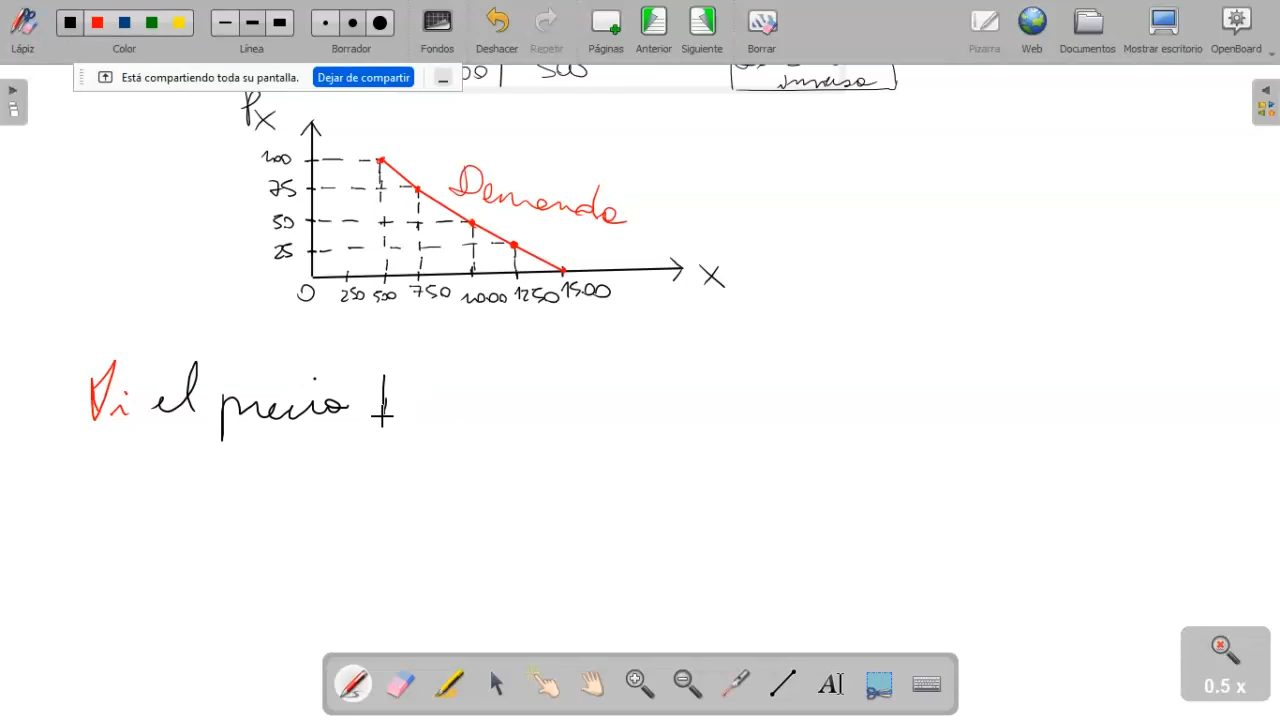 Lápiz Color Línea Borrador Fondos Deshacer Repetir Páginas Anterior Siguiente Borrar Pizarra Web Documentos Mostrar escritorio OpenBoard
Está compartiendo toda su pantalla. Dejar de compartir
500
inversa
Px
100
75
50
25
Demanda
X
0 250 500 750 1000 1250 1500
el precio
0.5 x